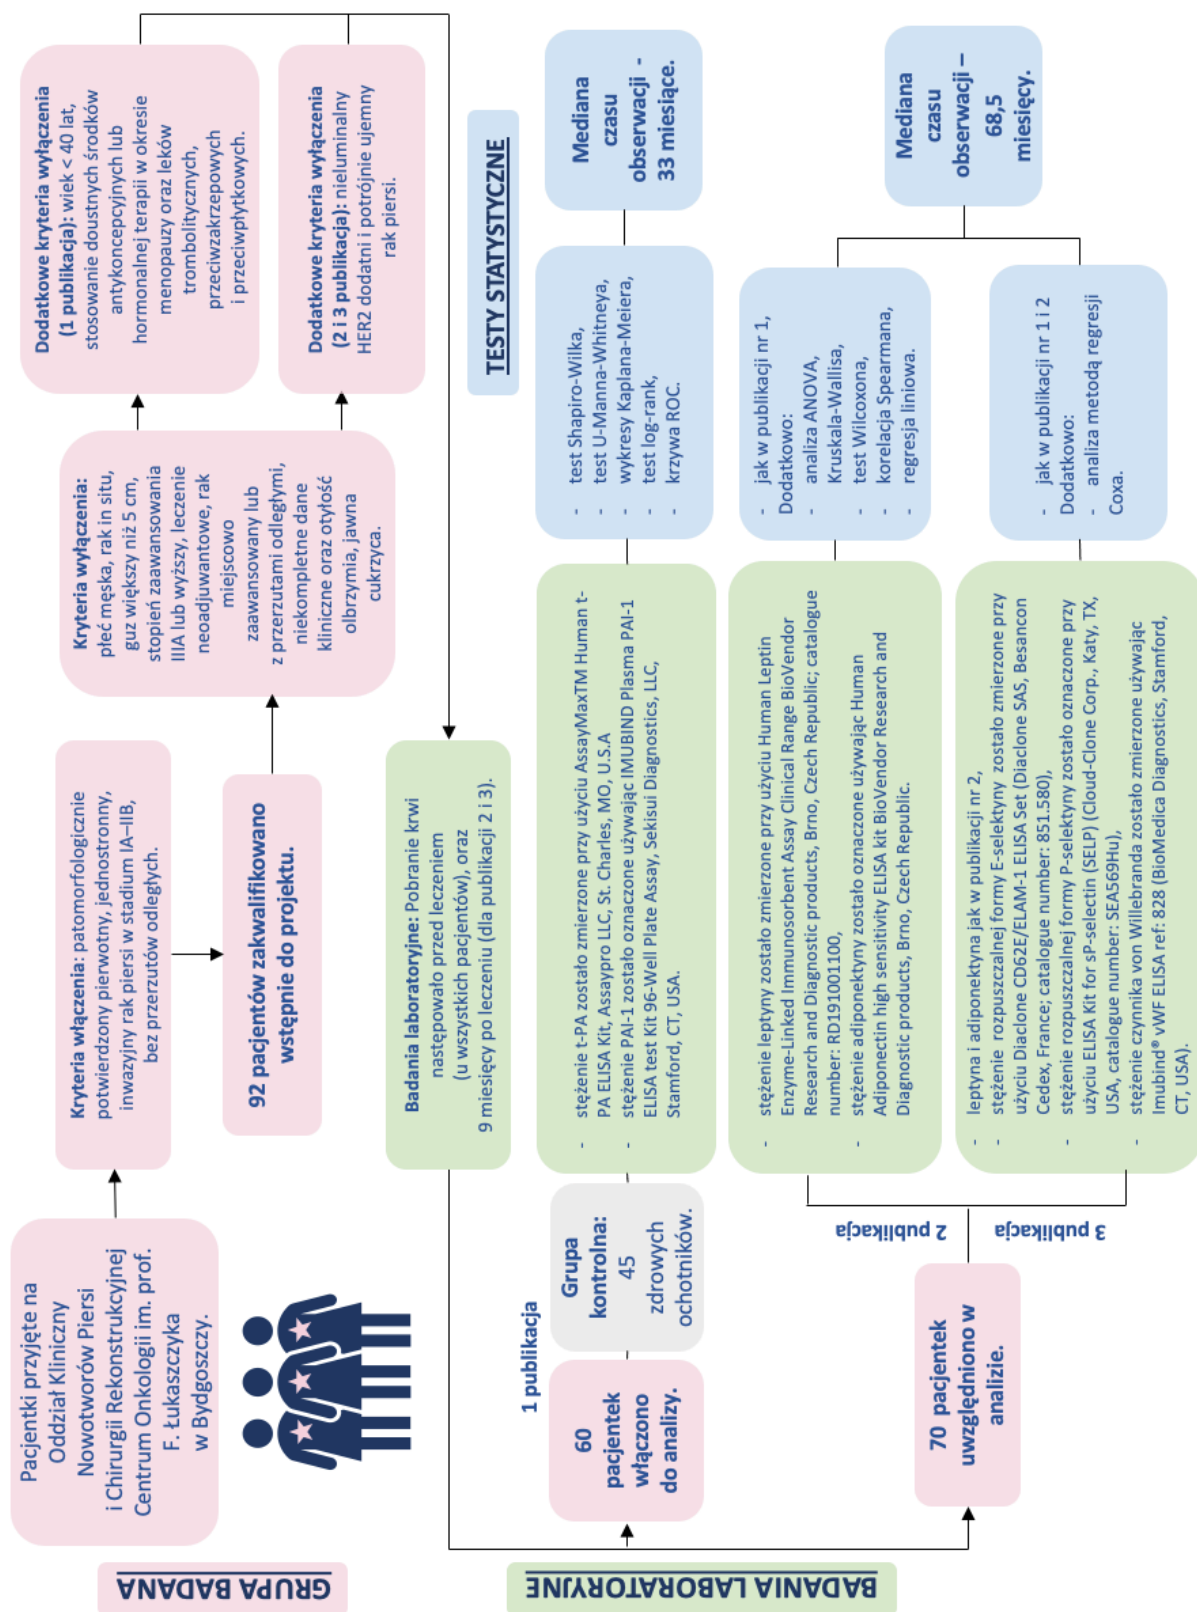 GRUPA BADANA
Pacjentki przyjęte na
Oddział Kliniczny
Nowotworów Piersi
i Chirurgii Rekonstrukcyjnej
Centrum Onkologii im. prof.
F. Łukaszczyka
w Bydgoszczy.
Kryteria włączenia: patomorfologicznie
potwierdzony pierwotny, jednostronny,
inwazyjny rak piersi w stadium IA–IIB,
bez przerzutów odległych.
92 pacjentów zakwalifikowano
wstępnie do projektu.
Kryteria wyłączenia:
płeć męska, rak in situ,
guz większy niż 5 cm,
stopień zaawansowania
IIIA lub wyższy, leczenie
neoadjuwantowe, rak
miejscowo
zaawansowany lub
z przerzutami odległymi,
niekompletne dane
kliniczne oraz otyłość
olbrzymia, jawna
cukrzyca.
Dodatkowe kryteria wyłączenia
(1 publikacja): wiek < 40 lat,
stosowanie doustnych środków
antykoncepcyjnych lub
hormonalnej terapii w okresie
menopauzy oraz leków
trombolitycznych,
przeciwzakrzepowych
i przeciwpłytkowych.
Dodatkowe kryteria wyłączenia
(2 i 3 publikacja): nieluminalny
HER2 dodatni i potrójnie ujemny
rak piersi.
BADANIA LABORATORYJNE
Badania laboratoryjne: Pobranie krwi
następowało przed leczeniem
(u wszystkich pacjentów), oraz
9 miesięcy po leczeniu (dla publikacji 2 i 3).
TESTY STATYSTYCZNE
1 publikacja
60
pacjentek
włączono
do analizy.
Grupa
kontrolna:
45
zdrowych
ochotników.
- stężenie t-PA zostało zmierzone przy użyciu AssayMaxTM Human t-
PA ELISA Kit, Assaypro LLC, St. Charles, MO, U.S.A
- stężenie PAI-1 zostało oznaczone używając IMUBIND Plasma PAI-1
ELISA test Kit 96-Well Plate Assay, Sekisui Diagnostics, LLC,
Stamford, CT, USA.
- test Shapiro-Wilka,
- test U-Manna-Whitneya,
- wykresy Kaplana-Meiera,
- test log-rank,
- krzywa ROC.
Mediana
czasu
obserwacji -
33 miesiące.
70 pacjentek
uwzględniono w
analizie.
2 publikacja
- stężenie leptyny zostało zmierzone przy użyciu Human Leptin
Enzyme-Linked Immunosorbent Assay Clinical Range BioVendor
Research and Diagnostic products, Brno, Czech Republic; catalogue
number: RD191001100,
- stężenie adiponektyny zostało oznaczone używając Human
Adiponectin high sensitivity ELISA kit BioVendor Research and
Diagnostic products, Brno, Czech Republic.
- jak w publikacji nr 1,
Dodatkowo:
- analiza ANOVA,
Kruskala-Wallisa,
- test Wilcoxona,
- korelacja Spearmana,
- regresja liniowa.
3 publikacja
- leptyna i adiponektyna jak w publikacji nr 2,
- stężenie rozpuszczalnej formy E-selektyny zostało zmierzone przy
użyciu Diaclone CD62E/ELAM-1 ELISA Set (Diaclone SAS, Besancon
Cedex, France; catalogue number: 851.580),
- stężenie rozpuszczalnej formy P-selektyny zostało oznaczone przy
użyciu ELISA Kit for sP-selectin (SELP) (Cloud-Clone Corp., Katy, TX,
USA, catalogue number: SEA569Hu),
- stężenie czynnika von Willebranda zostało zmierzone używając
Imubind® vWF ELISA ref: 828 (BioMedica Diagnostics, Stamford,
CT, USA).
- jak w publikacji nr 1 i 2
Dodatkowo:
- analiza metodą regresji
Coxa.
Mediana
czasu
obserwacji –
68,5
miesięcy.